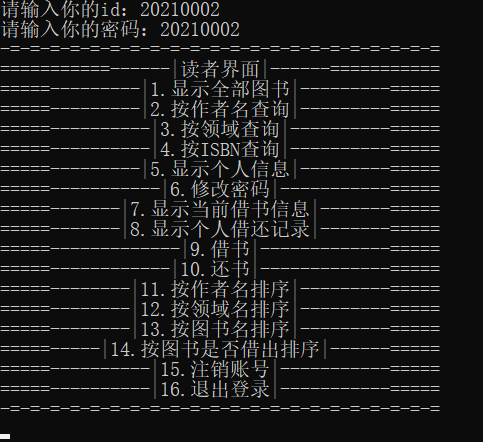 请输入你的id：20210002
请输入你的密码：20210002
-=-=-=-=-=-=-=-=-=-=-=-=-=-=-=-=-=-=-=-=-=-=
===========------|读者界面|------===========
=====---------|1.显示全部图书|---------=====
=====---------|2.按作者名查询|---------=====
=====----------|3.按领域查询|----------=====
=====----------|4.按ISBN查询|----------=====
=====---------|5.显示个人信息|---------=====
=====-----------|6.修改密码|-----------=====
=====-------|7.显示当前借书信息|-------=====
=====-------|8.显示个人借还记录|-------=====
=====-------------|9.借书|-------------=====
=====------------|10.还书|-------------=====
=====--------|11.按作者名排序|---------=====
=====--------|12.按领域名排序|---------=====
=====--------|13.按图书名排序|---------=====
=====-----|14.按图书是否借出排序|------=====
=====----------|15.注销账号|-----------=====
=====----------|16.退出登录|-----------=====
-=-=-=-=-=-=-=-=-=-=-=-=-=-=-=-=-=-=-=-=-=-=